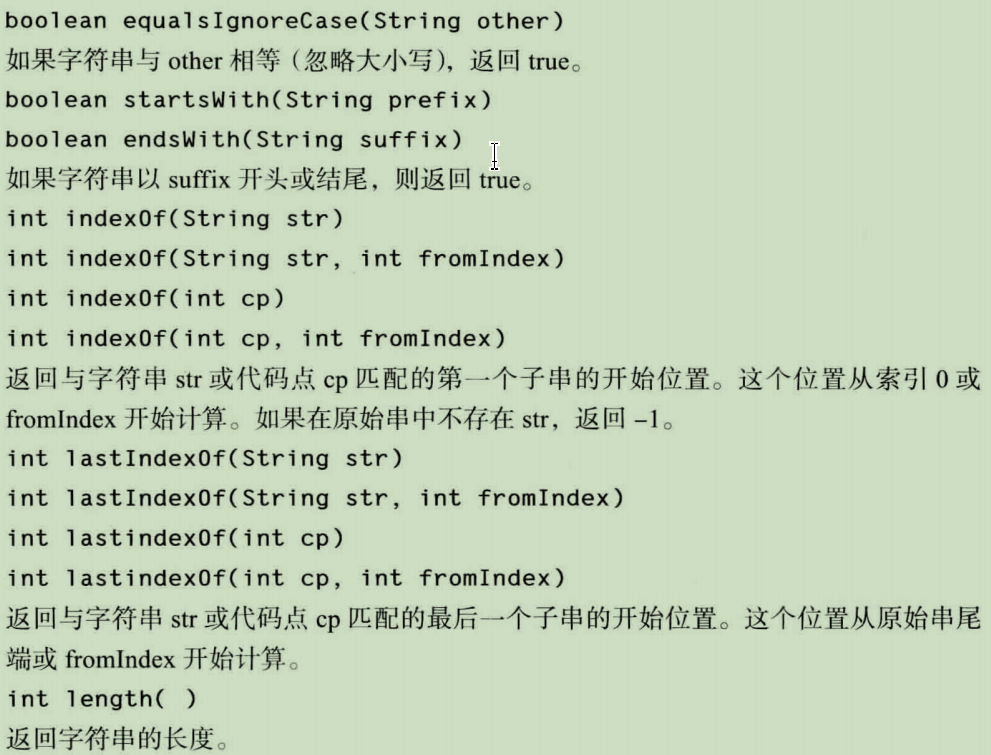 boolean equalsIgnoreCase(String other)
如果字符串与 other 相等（忽略大小写），返回 true。
boolean startsWith(String prefix)
boolean endsWith(String suffix)
如果字符串以 suffix 开头或结尾，则返回 true。
int indexOf(String str)
int indexOf(String str, int fromIndex)
int indexOf(int cp)
int indexOf(int cp, int fromIndex)
返回与字符串 str 或代码点 cp 匹配的第一个子串的开始位置。这个位置从索引 0 或
fromIndex 开始计算。如果在原始串中不存在 str，返回 –1。
int lastIndexOf(String str)
int lastIndexOf(String str, int fromIndex)
int lastindexOf(int cp)
int lastindexOf(int cp, int fromIndex)
返回与字符串 str 或代码点 cp 匹配的最后一个子串的开始位置。这个位置从原始串尾
端或 fromIndex 开始计算。
int length( )
返回字符串的长度。